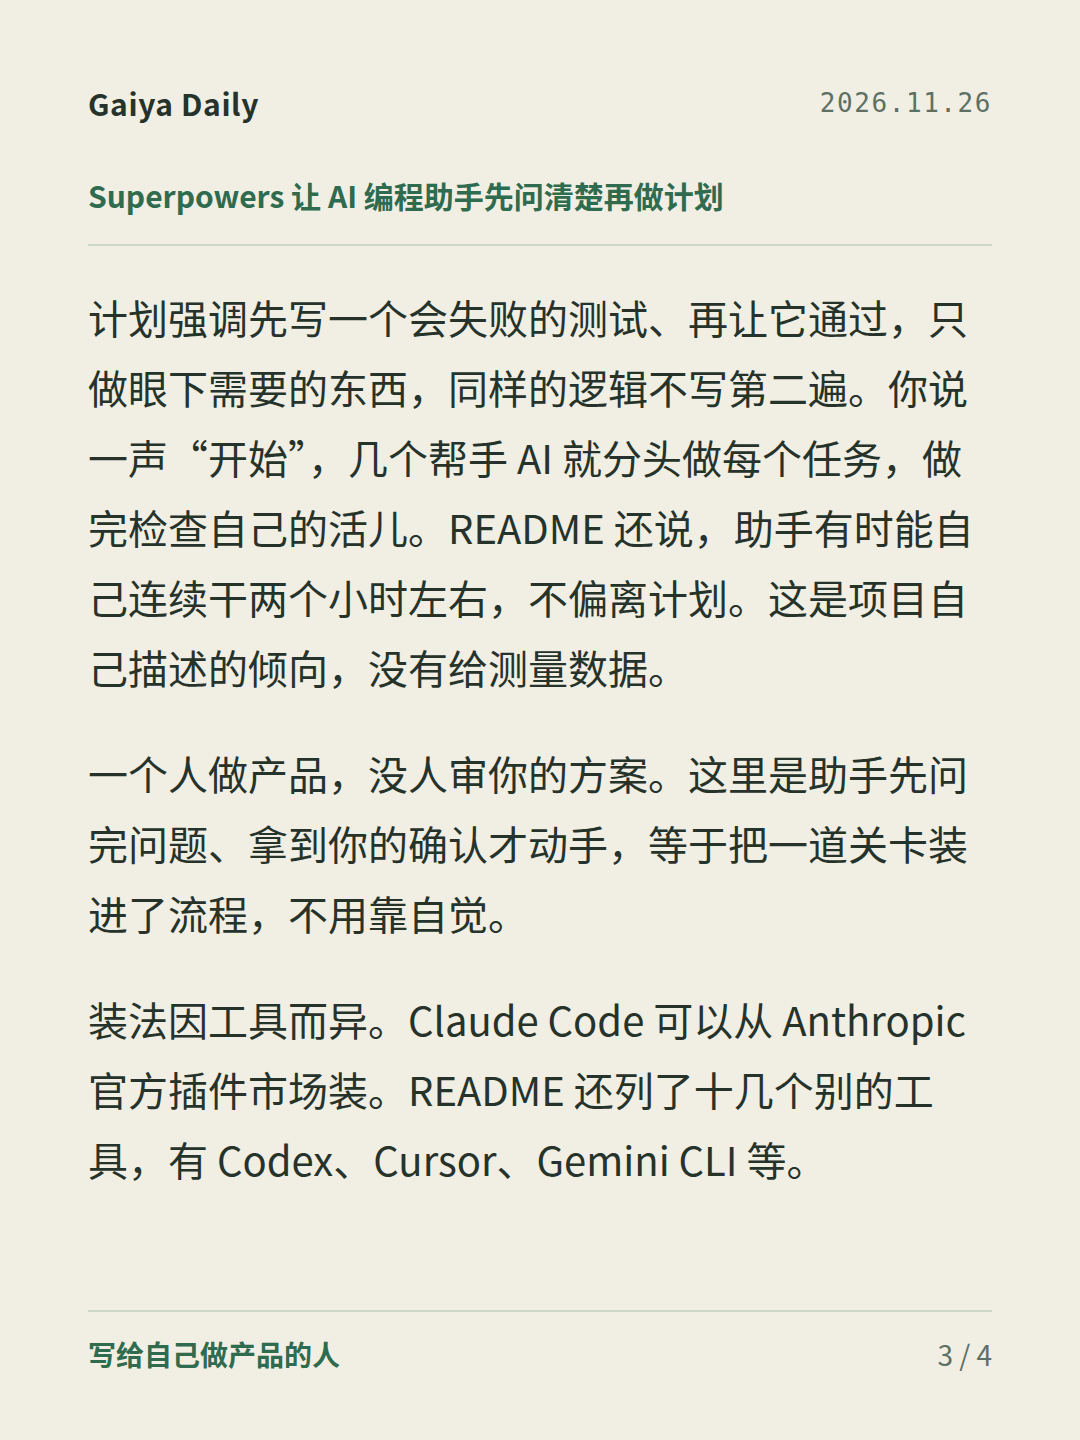 Gaiya Daily
2026.11.26
Superpowers 让 AI 编程助手先问清楚再做计划
计划强调先写一个会失败的测试、再让它通过，只
做眼下需要的东西，同样的逻辑不写第二遍。你说
一声“开始”，几个帮手 AI 就分头做每个任务，做
完检查自己的活儿。README 还说，助手有时能自
己连续干两个小时左右，不偏离计划。这是项目自
己描述的倾向，没有给测量数据。
一个人做产品，没人审你的方案。这里是助手先问
完问题、拿到你的确认才动手，等于把一道关卡装
进了流程，不用靠自觉。
装法因工具而异。Claude Code 可以从 Anthropic
官方插件市场装。README 还列了十几个别的工
具，有 Codex、Cursor、Gemini CLI 等。
写给自己做产品的人
3 / 4